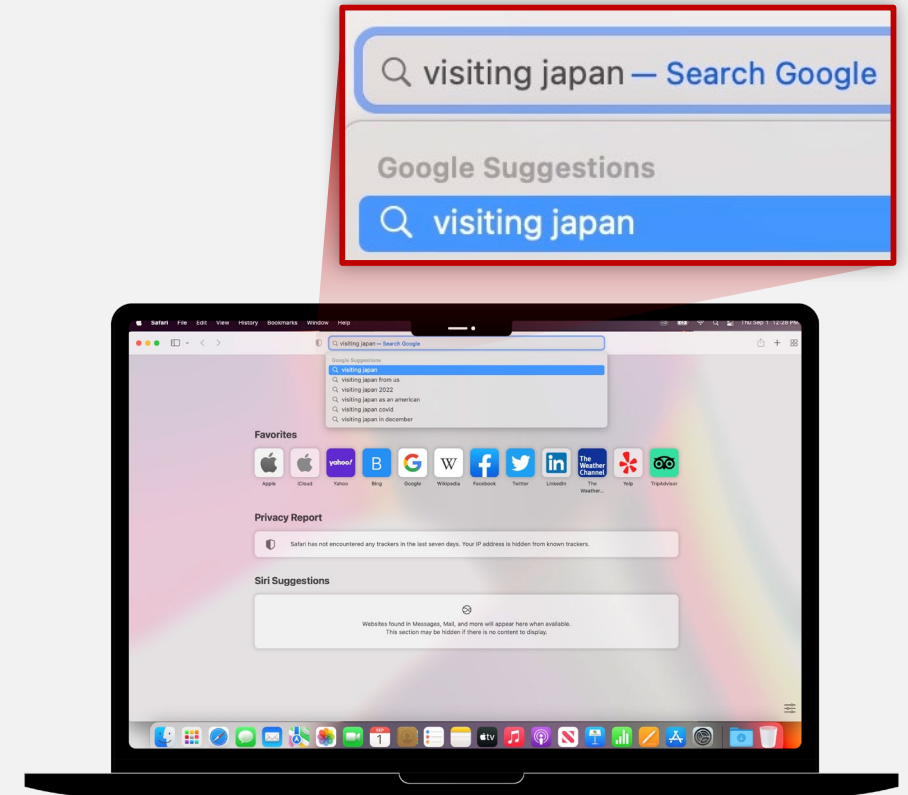 visiting japan — Search Google
Google Suggestions
visiting japan
Safari File Edit View History Bookmarks Window Help
Thu Sep 1 12:28 PM
visiting japan — Search Google
Google Suggestions
visiting japan
visiting japan from us
visiting japan 2022
visiting japan as an american
visiting japan covid
visiting japan in december
Favorites
yahoo! B G W f in The Weather Channel
Apple iCloud Yahoo Bing Google Wikipedia Facebook Twitter LinkedIn The Weather... Yelp TripAdvisor
Privacy Report
Safari has not encountered any trackers in the last seven days. Your IP address is hidden from known trackers.
Siri Suggestions
Websites found in Messages, Mail, and more will appear here when available.
This section may be hidden if there is no content to display.
SEP
1
tv